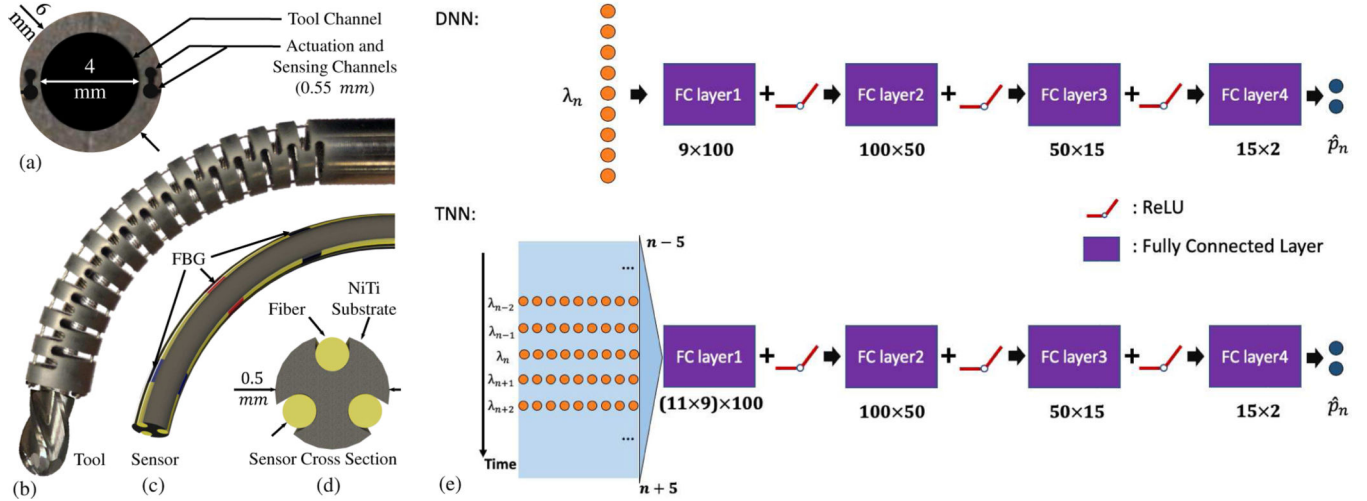 6
mm
4
mm
Tool Channel
Actuation and
Sensing Channels
(0.55 mm)
(a)
FBG
NiTi
Substrate
Fiber
0.5
mm
Tool
Sensor
Sensor Cross Section
(b)
(c)
(d)
(e)
DNN:
λn
FC layer1
+
FC layer2
+
FC layer3
+
FC layer4
9×100
100×50
50×15
15×2
p̂n
: ReLU
: Fully Connected Layer
TNN:
n − 5
...
λn−2
λn−1
λn
λn+1
λn+2
...
Time
n + 5
FC layer1
+
FC layer2
+
FC layer3
+
FC layer4
(11×9)×100
100×50
50×15
15×2
p̂n